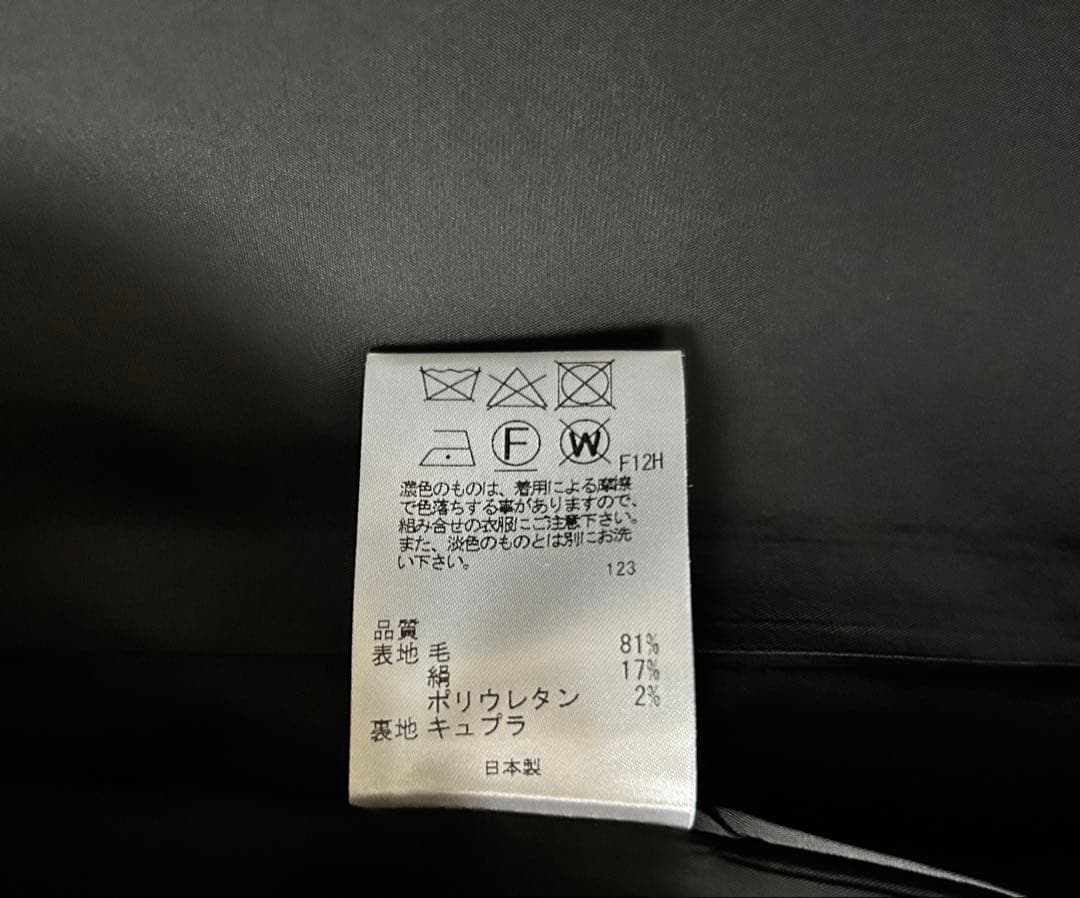 F W F12H
濃色のものは、着用による摩擦
で色落ちする事がありますので、
組み合せの衣服にご注意下さい。
また、淡色のものとは別にお洗
い下さい。 123
品質
表地 毛 81%
絹 17%
ポリウレタン 2%
裏地 キュプラ
日本製